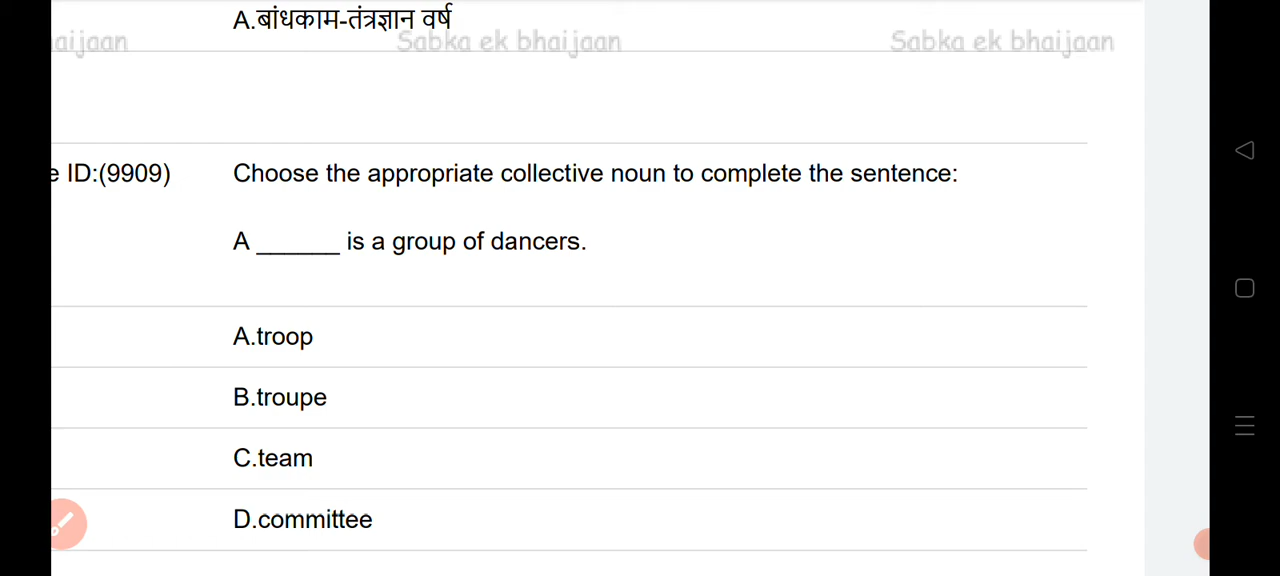 A.बांधकाम-तंत्रज्ञान वर्ष
aijaan Sabka ek bhaijaan Sabka ek bhaijaan
e ID:(9909) Choose the appropriate collective noun to complete the sentence:
A ______ is a group of dancers.
A.troop
B.troupe
C.team
D.committee